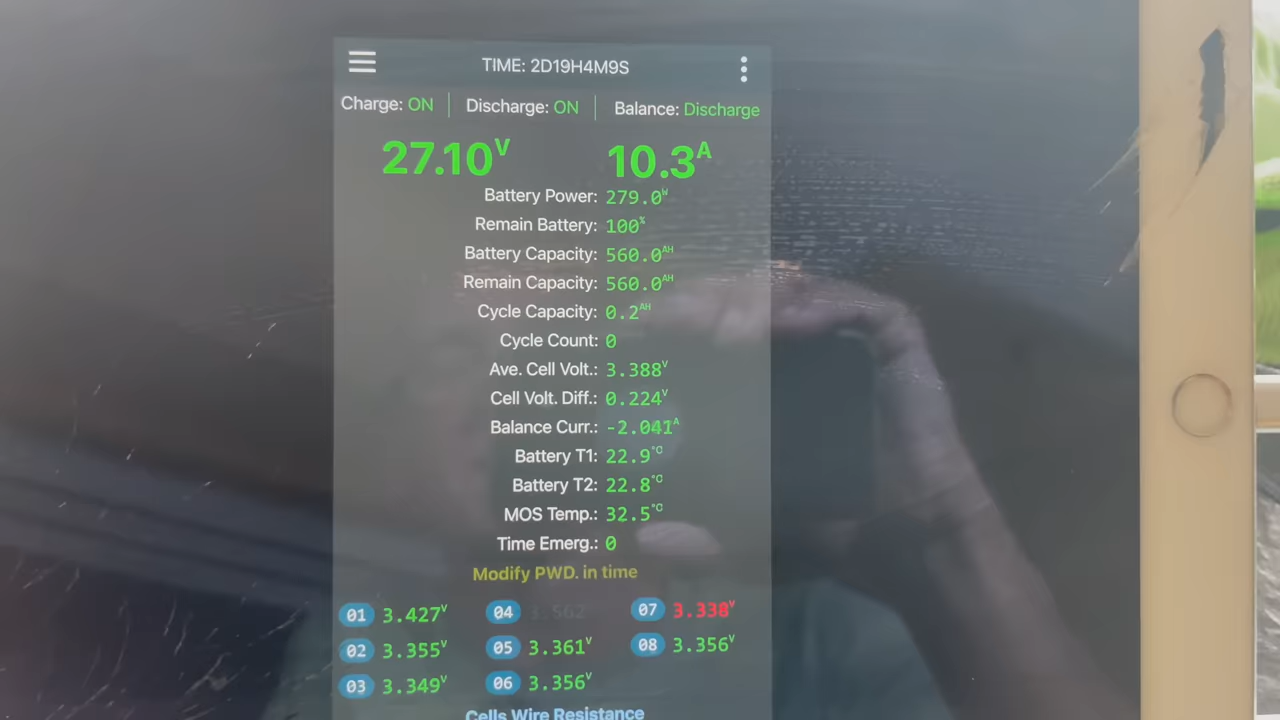 TIME: 2D19H4M9S
Charge: ON Discharge: ON Balance: Discharge
27.10V 10.3A
Battery Power: 279.0W
Remain Battery: 100%
Battery Capacity: 560.0AH
Remain Capacity: 560.0AH
Cycle Capacity: 0.2AH
Cycle Count: 0
Ave. Cell Volt.: 3.388V
Cell Volt. Diff.: 0.224V
Balance Curr.: -2.041A
Battery T1: 22.9°C
Battery T2: 22.8°C
MOS Temp.: 32.5°C
Time Emerg.: 0
Modify PWD. in time
01 3.427V 04 3.562 07 3.338V
02 3.355V 05 3.361V 08 3.356V
03 3.349V 06 3.356V
Cells Wire Resistance